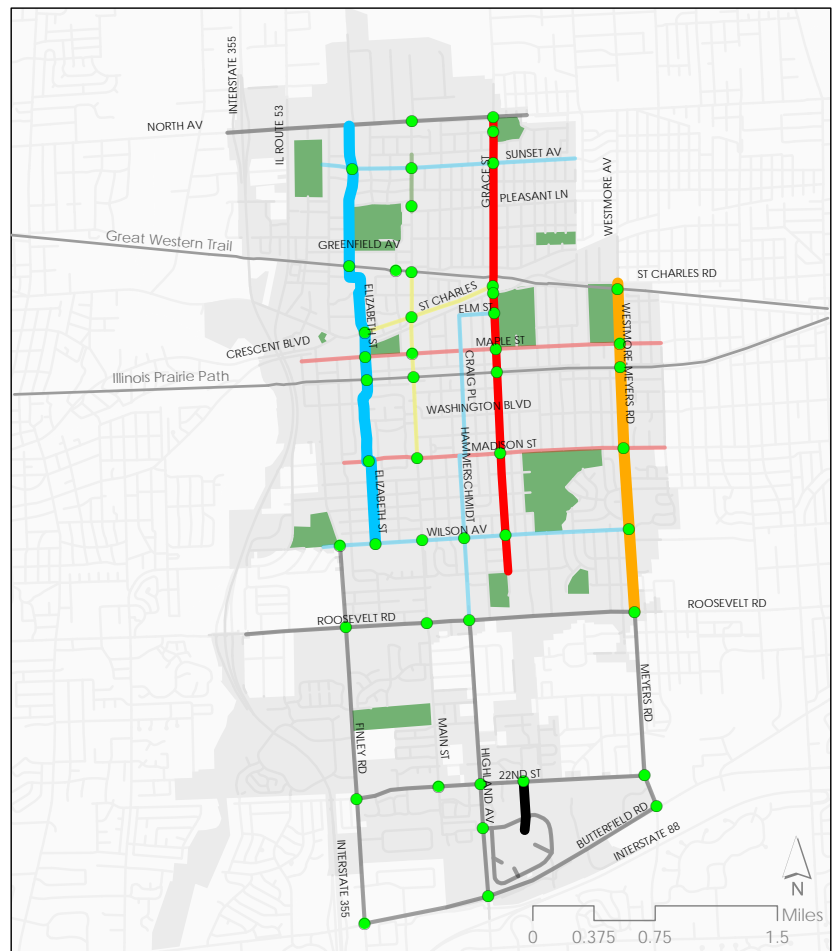 INTERSTATE 355
IL ROUTE 53
NORTH AV
SUNSET AV
GRACE ST
PLEASANT LN
WESTMORE AV
Great Western Trail
GREENFIELD AV
ST CHARLES RD
ST CHARLES
ELIZABETH ST
ELM ST
WESTMORE-MEYERS RD
CRESCENT BLVD
MAPLE ST
CRAIG PL
Illinois Prairie Path
WASHINGTON BLVD
HAMMERSCHMIDT
MADISON ST
ELIZABETH ST
WILSON AV
ROOSEVELT RD
ROOSEVELT RD
MEYERS RD
FINLEY RD
MAIN ST
HIGHLAND AV
22ND ST
BUTTERFIELD RD
INTERSTATE 88
INTERSTATE 355
N
Miles
0 0.375 0.75 1.5